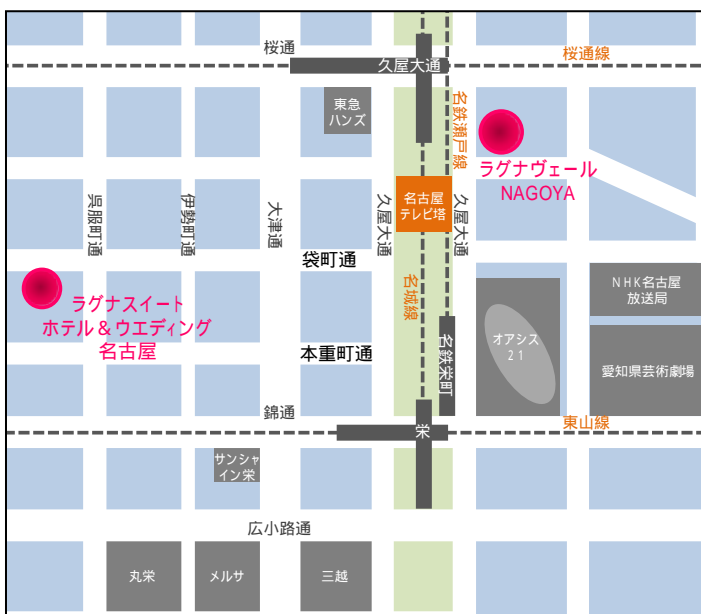 桜通
桜通線
久屋大通
東急
ハンズ
名鉄瀬戸線
ラグナヴェール
NAGOYA
呉服町通
伊勢町通
大津通
久屋大通
名古屋
テレビ塔
久屋大通
袋町通
名城線
ラグナスイート
ホテル＆ウエディング
名古屋
NHK名古屋
放送局
オアシス
21
本重町通
名鉄栄町
愛知県芸術劇場
錦通
栄
東山線
サンシャ
イン栄
広小路通
丸栄
メルサ
三越